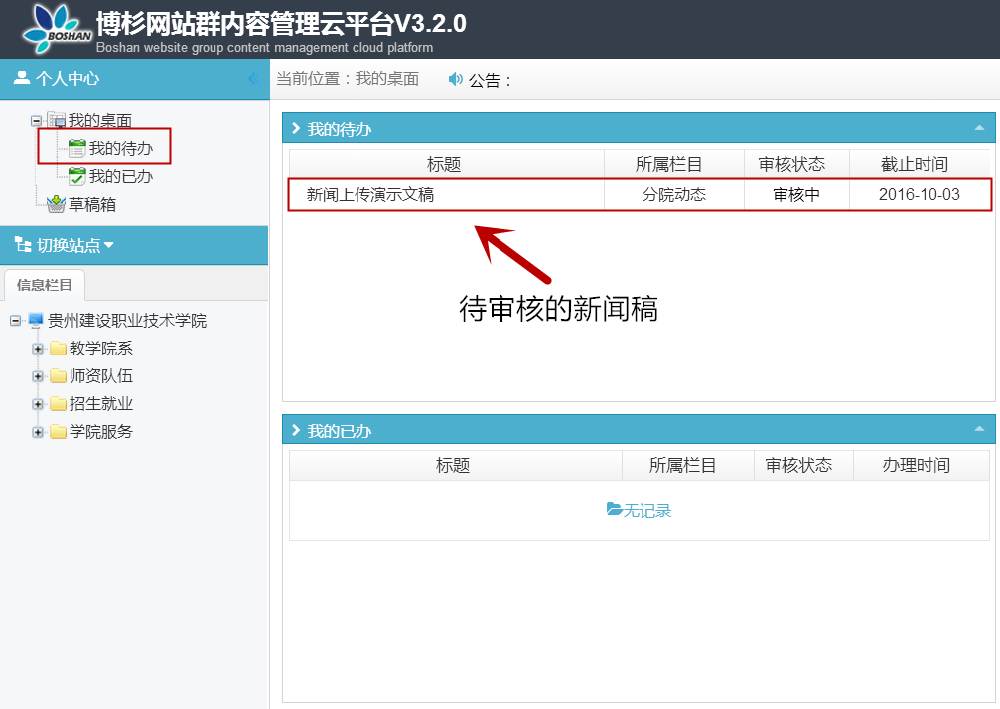 BOSHAN
博杉网站群内容管理云平台V3.2.0
Boshan website group content management cloud platform
个人中心
当前位置：我的桌面 公告：
我的桌面
我的待办
我的已办
草稿箱
切换站点
信息栏目
贵州建设职业技术学院
教学院系
师资队伍
招生就业
学院服务
我的待办
标题 所属栏目 审核状态 截止时间
新闻上传演示文稿 分院动态 审核中 2016-10-03
待审核的新闻稿
我的已办
标题 所属栏目 审核状态 办理时间
无记录